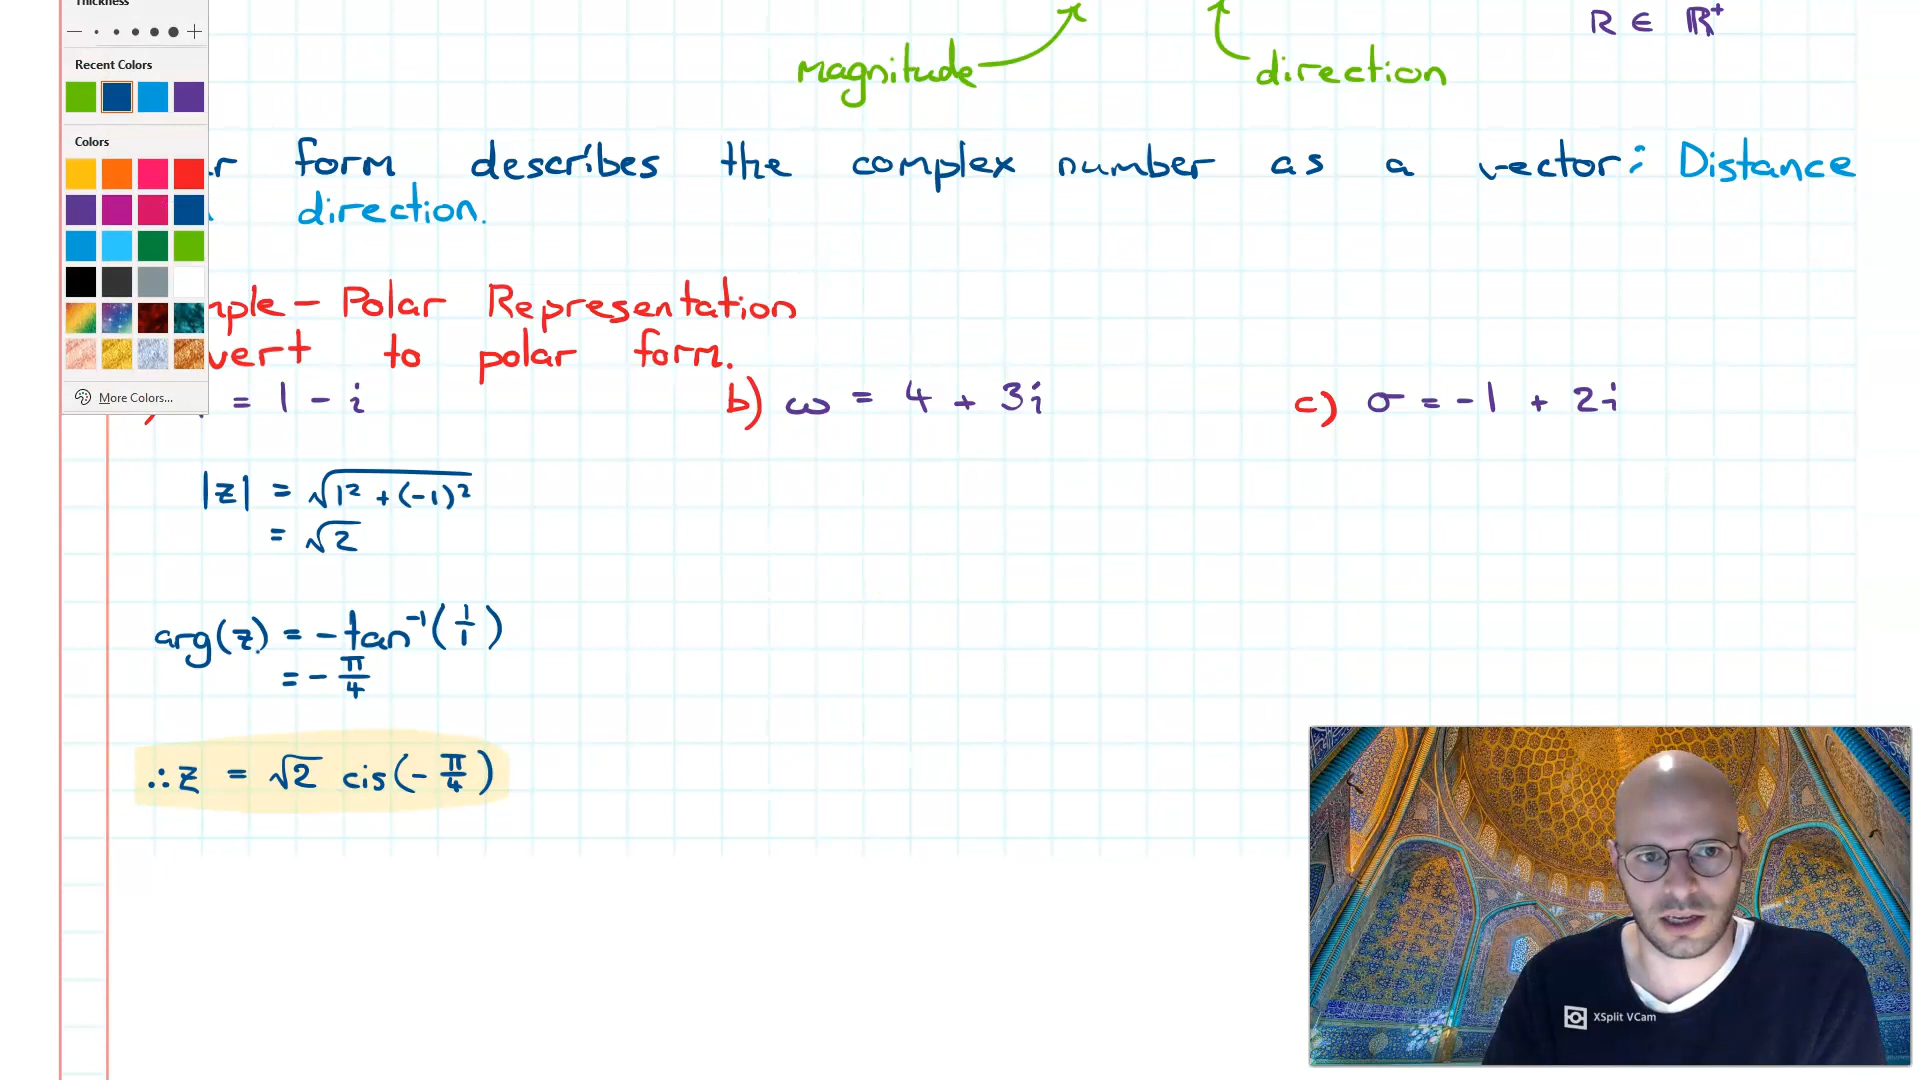 Thickness
R ∈ ℝ⁺
magnitude direction
form describes the complex number as a vector: Distance
direction.
Recent Colors
Colors
More Colors...
mple - Polar Representation
vert to polar form.
= 1 - i b) ω = 4 + 3i c) σ = -1 + 2i
|z| = √(1² + (-1)²)
= √2
arg(z) = -tan⁻¹(1/1)
= -π/4
∴ z = √2 cis(-π/4)
XSplit VCam